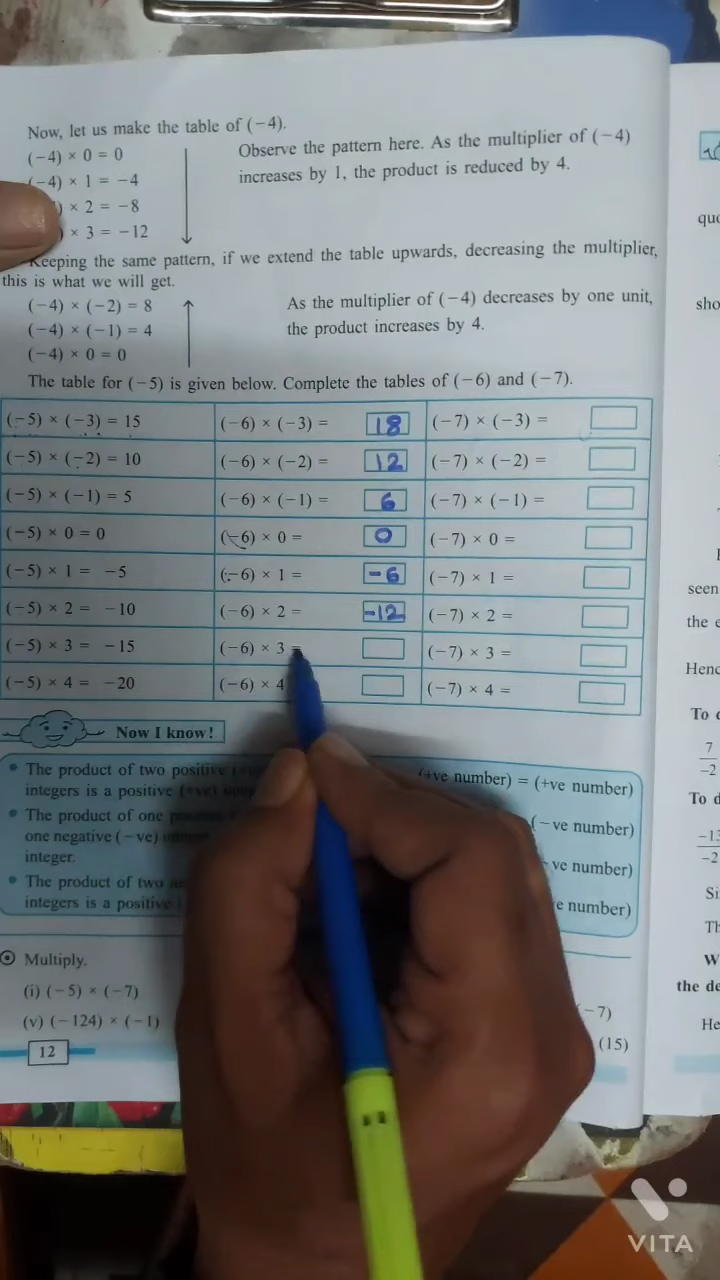 Now, let us make the table of (−4).
(−4) × 0 = 0
−4) × 1 = −4
) × 2 = −8
) × 3 = −12
Observe the pattern here. As the multiplier of (−4)
increases by 1, the product is reduced by 4.
Keeping the same pattern, if we extend the table upwards, decreasing the multiplier,
this is what we will get.
(−4) × (−2) = 8
(−4) × (−1) = 4
(−4) × 0 = 0
As the multiplier of (−4) decreases by one unit,
the product increases by 4.
The table for (−5) is given below. Complete the tables of (−6) and (−7).
(−5) × (−3) = 15 (−6) × (−3) = 18 (−7) × (−3) =
(−5) × (−2) = 10 (−6) × (−2) = 12 (−7) × (−2) =
(−5) × (−1) = 5 (−6) × (−1) = 6 (−7) × (−1) =
(−5) × 0 = 0 (−6) × 0 = 0 (−7) × 0 =
(−5) × 1 = −5 (−6) × 1 = −6 (−7) × 1 =
(−5) × 2 = −10 (−6) × 2 = −12 (−7) × 2 =
(−5) × 3 = −15 (−6) × 3 = (−7) × 3 =
(−5) × 4 = −20 (−6) × 4 (−7) × 4 =
Now I know!
• The product of two positive
integers is a positive (+ve)
• The product of one
one negative (−ve)
integer.
• The product of two
integers is a positive
(+ve number) = (+ve number)
(−ve number)
ve number)
e number)
Multiply.
(i) (−5) × (−7)
(v) (−124) × (−1)
−7)
(15)
12
que
sho
seen
the e
Henc
To d
7
−2
To d
−13
−2
Si
Th
W
the de
He
VITA